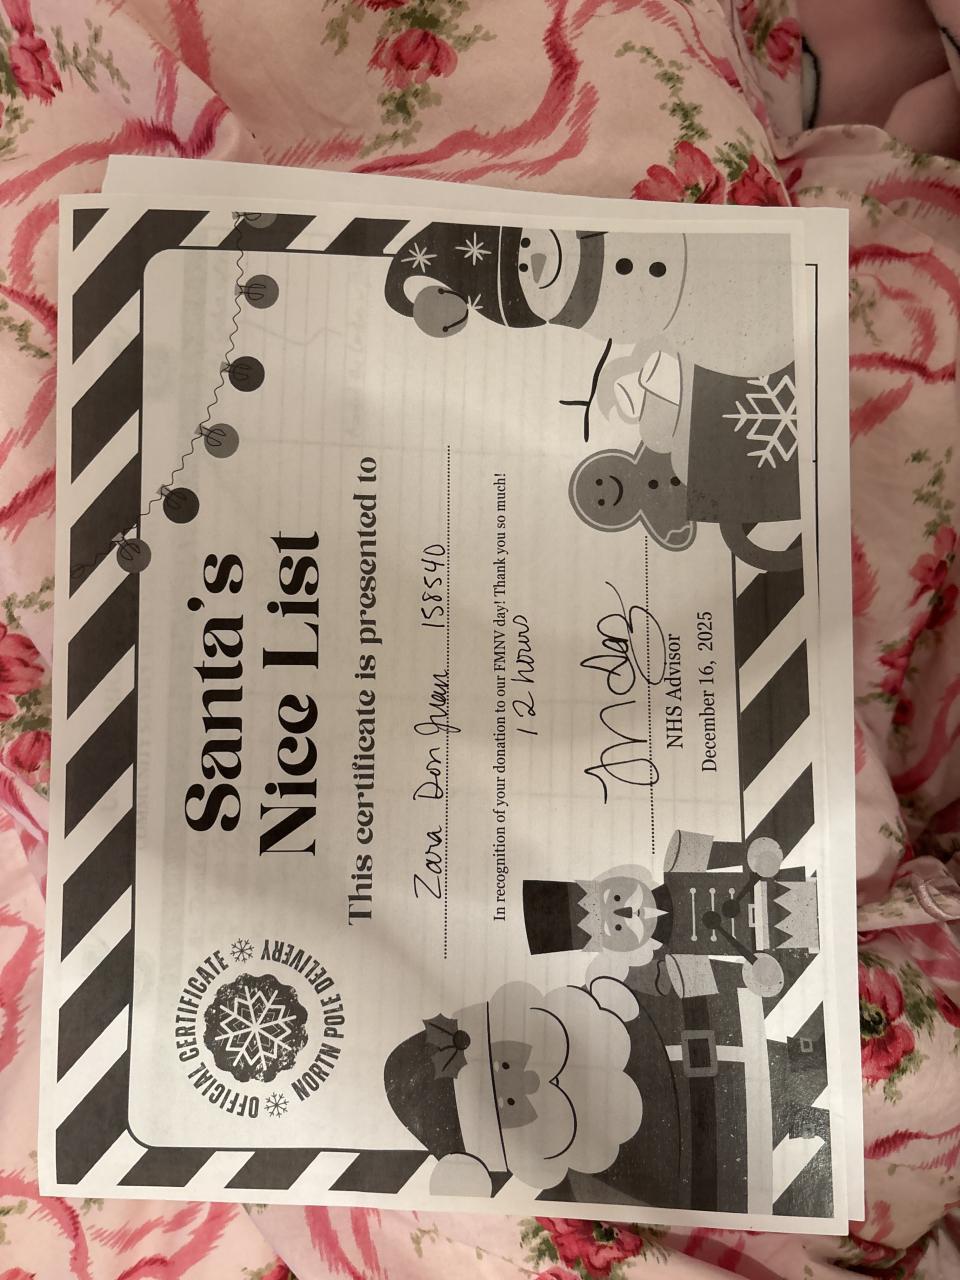 OFFICIAL CERTIFICATE
NORTH POLE DELIVERY
Santa's
Nice List
This certificate is presented to
Zara Don Juan 158540
In recognition of your donation to our FMNV day! Thank you so much!
12 hours
NHS Advisor
December 16, 2025